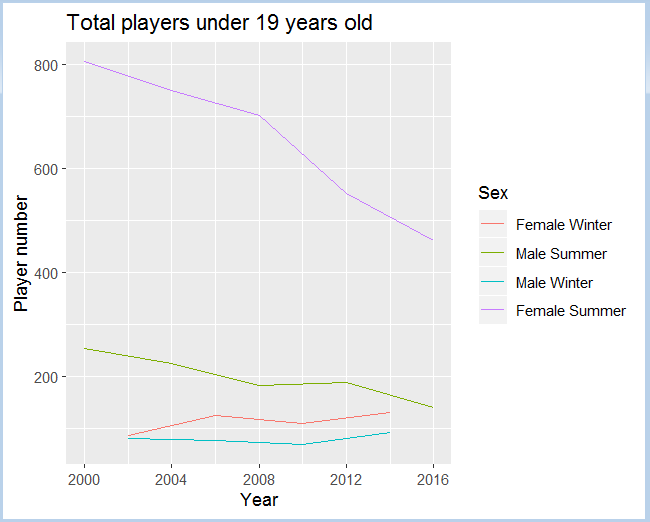 Total players under 19 years old
Player number
800
600
400
200
2000 2004 2008 2012 2016
Year
Sex
Female Winter
Male Summer
Male Winter
Female Summer